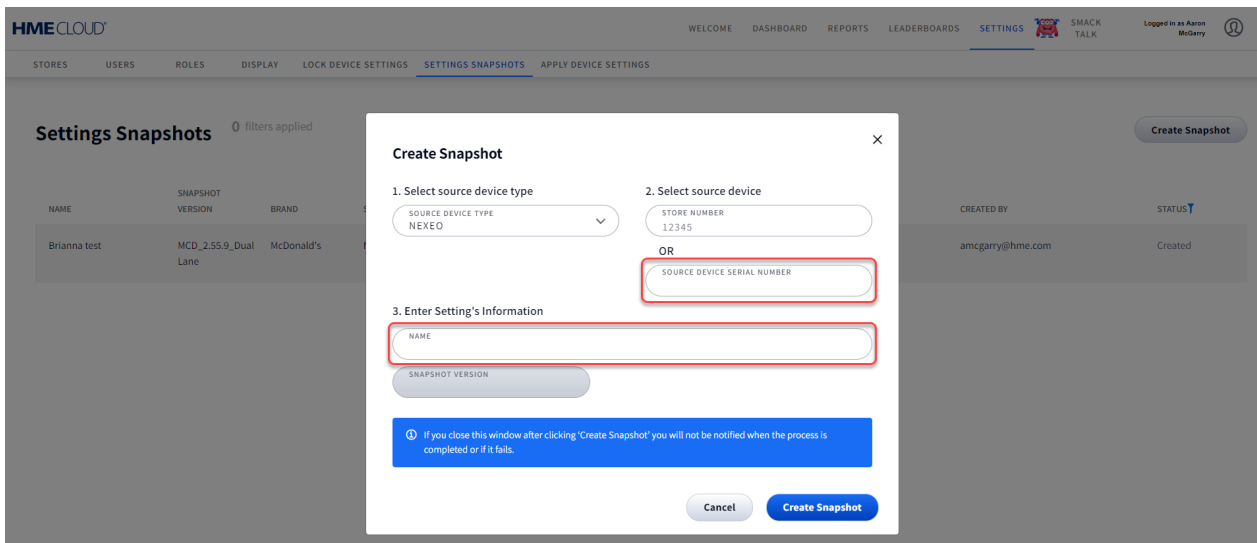 HME CLOUD®
WELCOME DASHBOARD REPORTS LEADERBOARDS SETTINGS SMACK TALK Logged in as Aaron McGarry
STORES USERS ROLES DISPLAY LOCK DEVICE SETTINGS SETTINGS SNAPSHOTS APPLY DEVICE SETTINGS
Settings Snapshots 0 filters applied
Create Snapshot
NAME SNAPSHOT VERSION BRAND S CREATED BY STATUS
Brianna test MCD_2.55.9_Dual Lane McDonald's amcgarry@hme.com Created
Create Snapshot
1. Select source device type
SOURCE DEVICE TYPE
NEXEO
2. Select source device
STORE NUMBER
12345
OR
SOURCE DEVICE SERIAL NUMBER
3. Enter Setting's Information
NAME
SNAPSHOT VERSION
If you close this window after clicking 'Create Snapshot' you will not be notified when the process is
completed or if it fails.
Cancel Create Snapshot